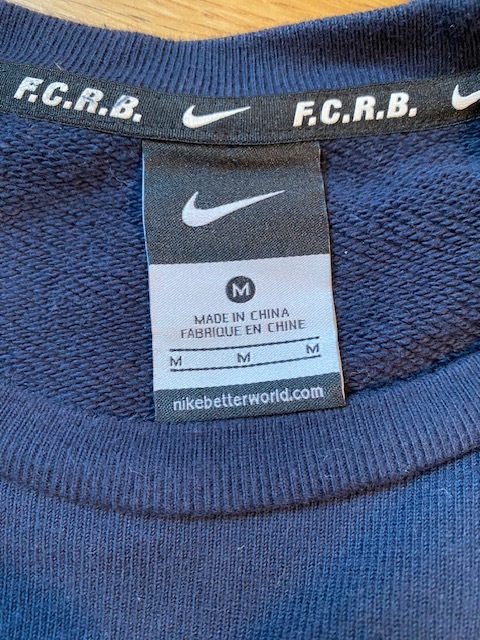 F.C.R.B. F.C.R.B.
M
MADE IN CHINA
FABRIQUE EN CHINE
M M M
nikebetterworld.com